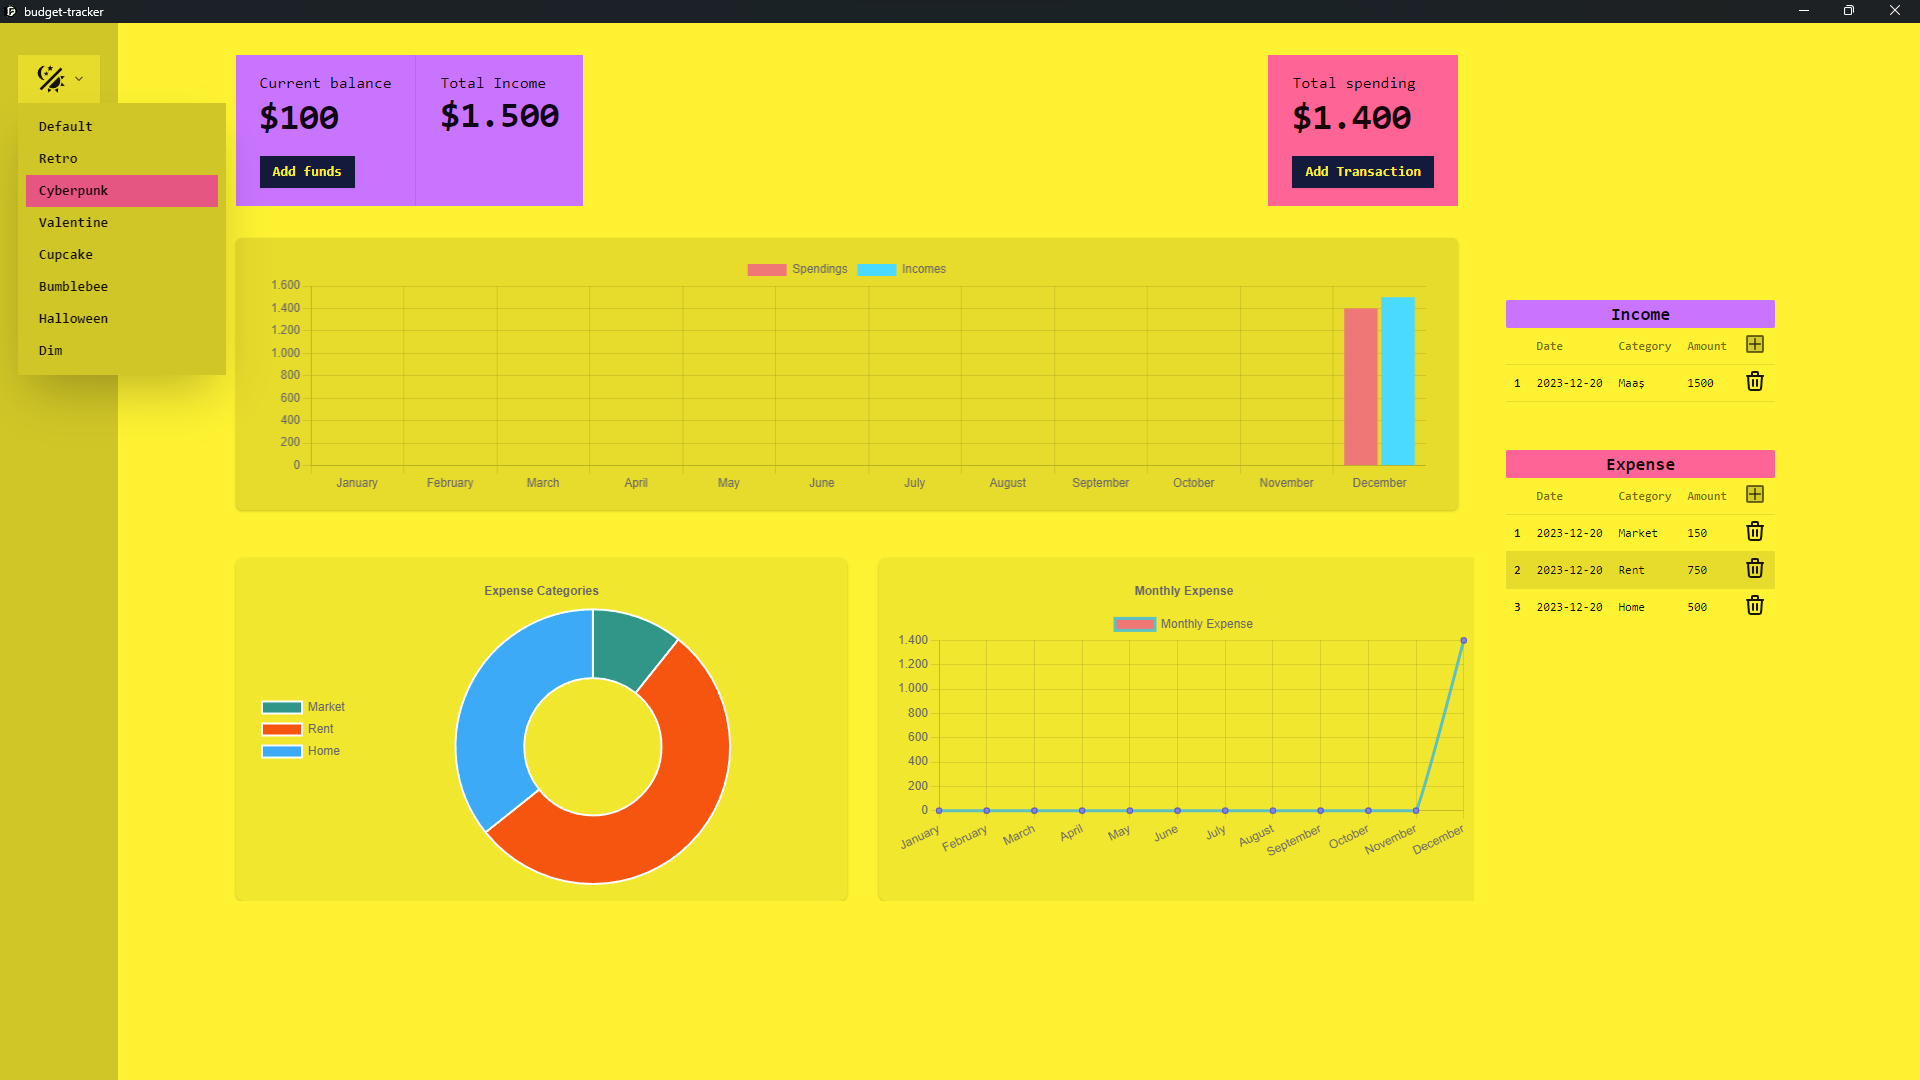 budget-tracker
Default
Retro
Cyberpunk
Valentine
Cupcake
Bumblebee
Halloween
Dim
Current balance
$100
Add funds
Total Income
$1.500
Total spending
$1.400
Add Transaction
Spendings Incomes
1.600
1.400
1.200
1.000
800
600
400
200
0
January February March April May June July August September October November December
Expense Categories
Market
Rent
Home
Monthly Expense
Monthly Expense
1.400
1.200
1.000
800
600
400
200
0
January February March April May June July August September October November December
Income
Date Category Amount
1 2023-12-20 Maaş 1500
Expense
Date Category Amount
1 2023-12-20 Market 150
2 2023-12-20 Rent 750
3 2023-12-20 Home 500